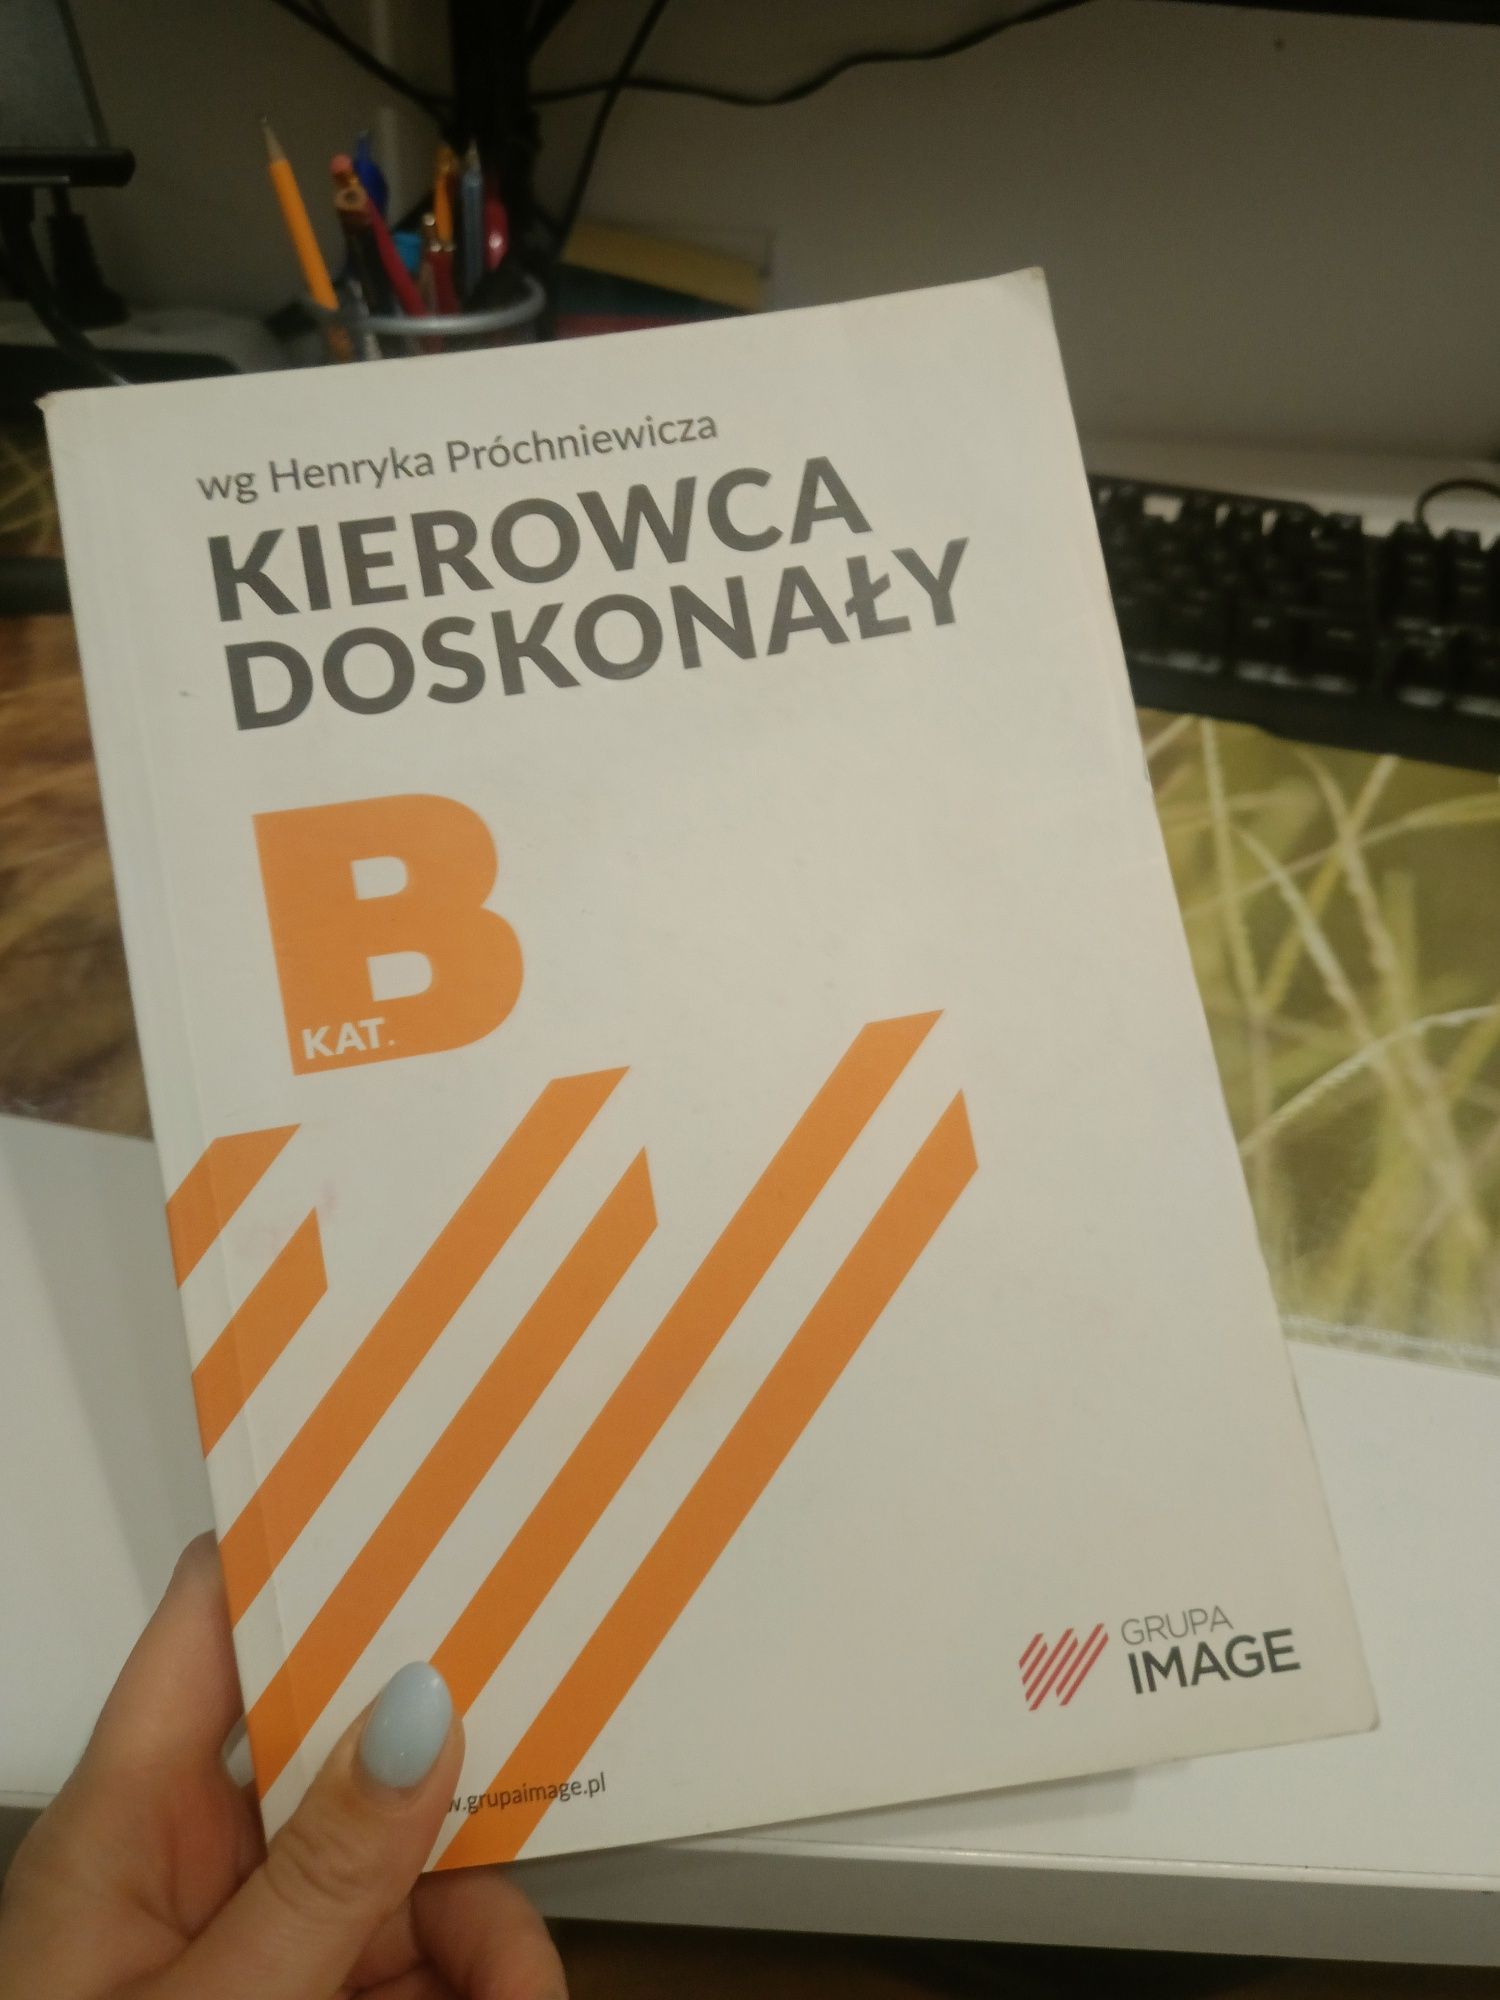 wg Henryka Próchniewicza
KIEROWCA
DOSKONAŁY
B
KAT.
GRUPA
IMAGE
w.grupaimage.pl